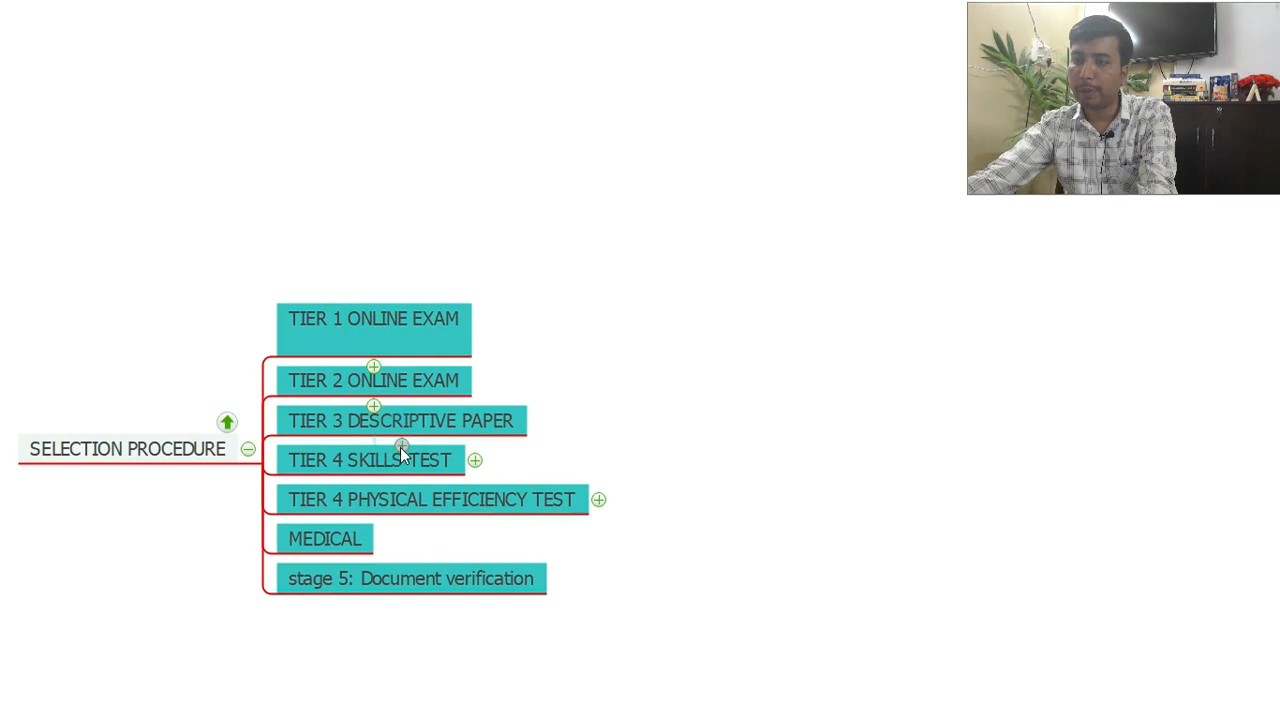 TIER 1 ONLINE EXAM
TIER 2 ONLINE EXAM
TIER 3 DESCRIPTIVE PAPER
SELECTION PROCEDURE
TIER 4 SKILLS TEST
TIER 4 PHYSICAL EFFICIENCY TEST
MEDICAL
stage 5: Document verification